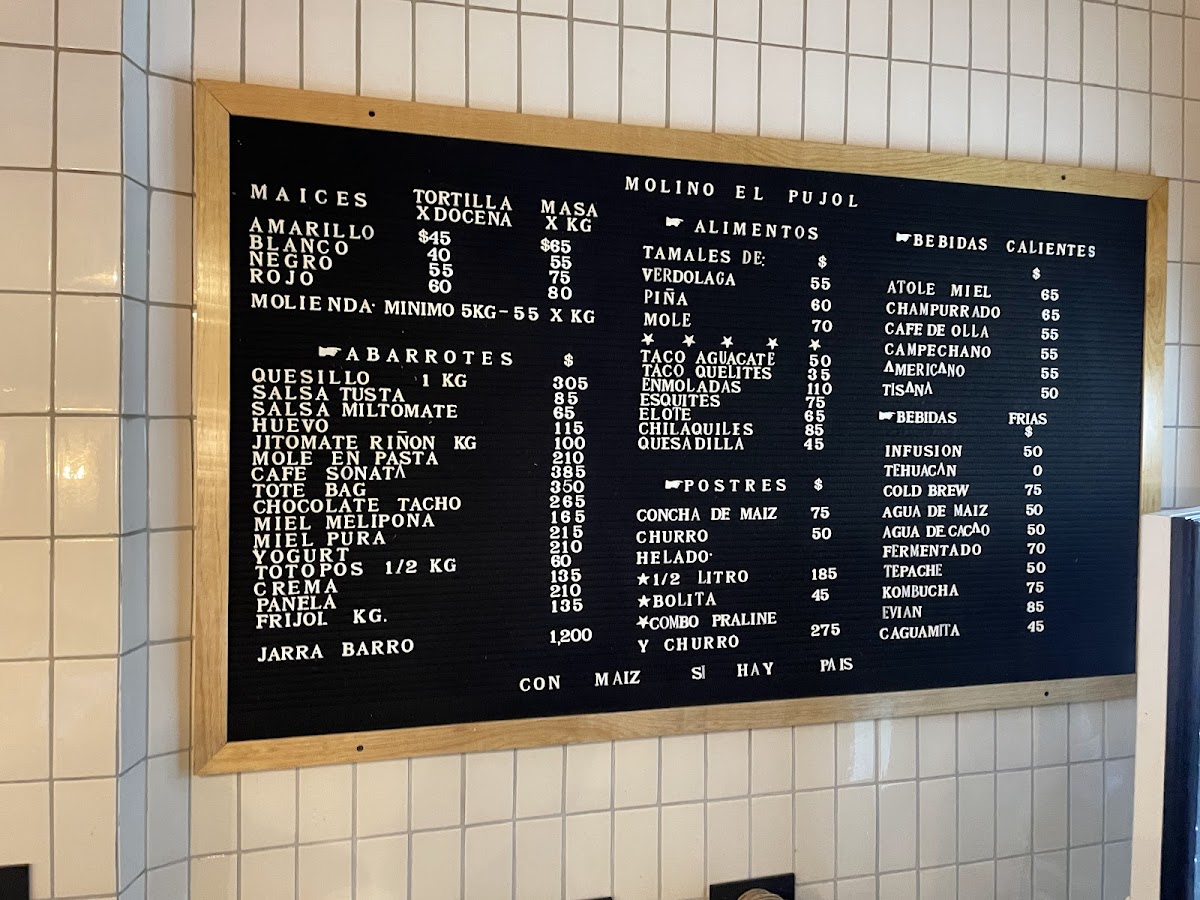 MOLINO EL PUJOL
MAICES TORTILLA X DOCENA MASA X KG
AMARILLO $45 $65
BLANCO 40 55
NEGRO 55 75
ROJO 60 80
MOLIENDA: MINIMO 5KG-55 X KG
ABARROTES $
QUESILLO 1 KG 305
SALSA TUSTA 85
SALSA MILTOMATE 65
HUEVO 115
JITOMATE RIÑON KG 100
MOLE EN PASTA 210
CAFE SONATA 385
TOTE BAG 350
CHOCOLATE TACHO 265
MIEL MELIPONA 165
MIEL PURA 215
YOGURT 210
TOTOPOS 1/2 KG 60
CREMA 135
PANELA 210
FRIJOL KG. 135
JARRA BARRO 1,200
ALIMENTOS
TAMALES DE: $
VERDOLAGA 55
PIÑA 60
MOLE 70
TACO AGUACATE 50
TACO QUELITES 35
ENMOLADAS 110
ESQUITES 75
ELOTE 65
CHILAQUILES 85
QUESADILLA 45
POSTRES $
CONCHA DE MAIZ 75
CHURRO 50
HELADO:
★1/2 LITRO 185
★BOLITA 45
★COMBO PRALINE
Y CHURRO 275
BEBIDAS CALIENTES
$
ATOLE MIEL 65
CHAMPURRADO 65
CAFE DE OLLA 55
CAMPECHANO 55
AMERICANO 55
TISANA 50
BEBIDAS FRIAS
$
INFUSION 50
TEHUACAN 0
COLD BREW 75
AGUA DE MAIZ 50
AGUA DE CACAO 50
FERMENTADO 70
TEPACHE 50
KOMBUCHA 75
EVIAN 85
CAGUAMITA 45
CON MAIZ SI HAY PAIS